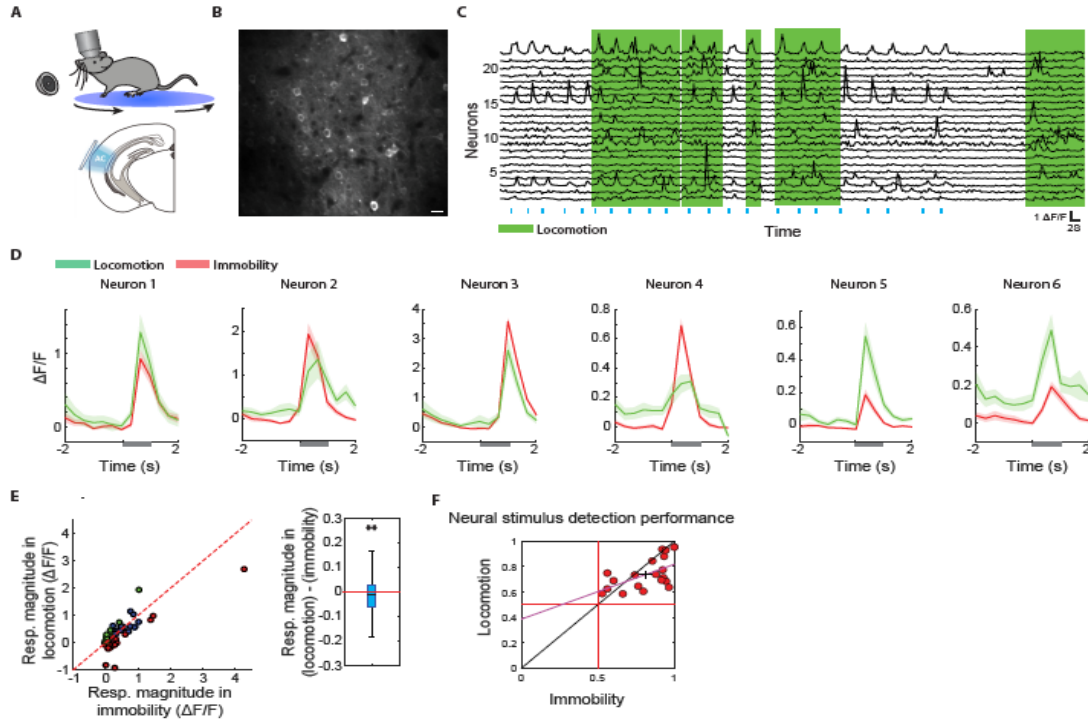 A
B
C
AC
Neurons
20
15
10
5
Locomotion
Time
1 ΔF/F
28
D
Locomotion
Immobility
Neuron 1
Neuron 2
Neuron 3
Neuron 4
Neuron 5
Neuron 6
ΔF/F
1
0
2
1
0
4
3
2
1
0
0.8
0.6
0.4
0.2
0
0.6
0.4
0.2
0
0.6
0.4
0.2
0
-2 0 2
-2 0 2
-2 0 2
-2 0 2
-2 0 2
-2 0 2
Time (s)
Time (s)
Time (s)
Time (s)
Time (s)
Time (s)
E
Resp. magnitude in
locomotion (ΔF/F)
4
3
2
1
0
-1
-1 0 1 2 3 4
Resp. magnitude in
immobility (ΔF/F)
Resp. magnitude in
(locomotion) - (immobility)
0.3
0.2
0.1
0
-0.1
-0.2
-0.3
**
F
Neural stimulus detection performance
Locomotion
1
0.8
0.6
0.4
0.2
0
0 0.5 1
Immobility